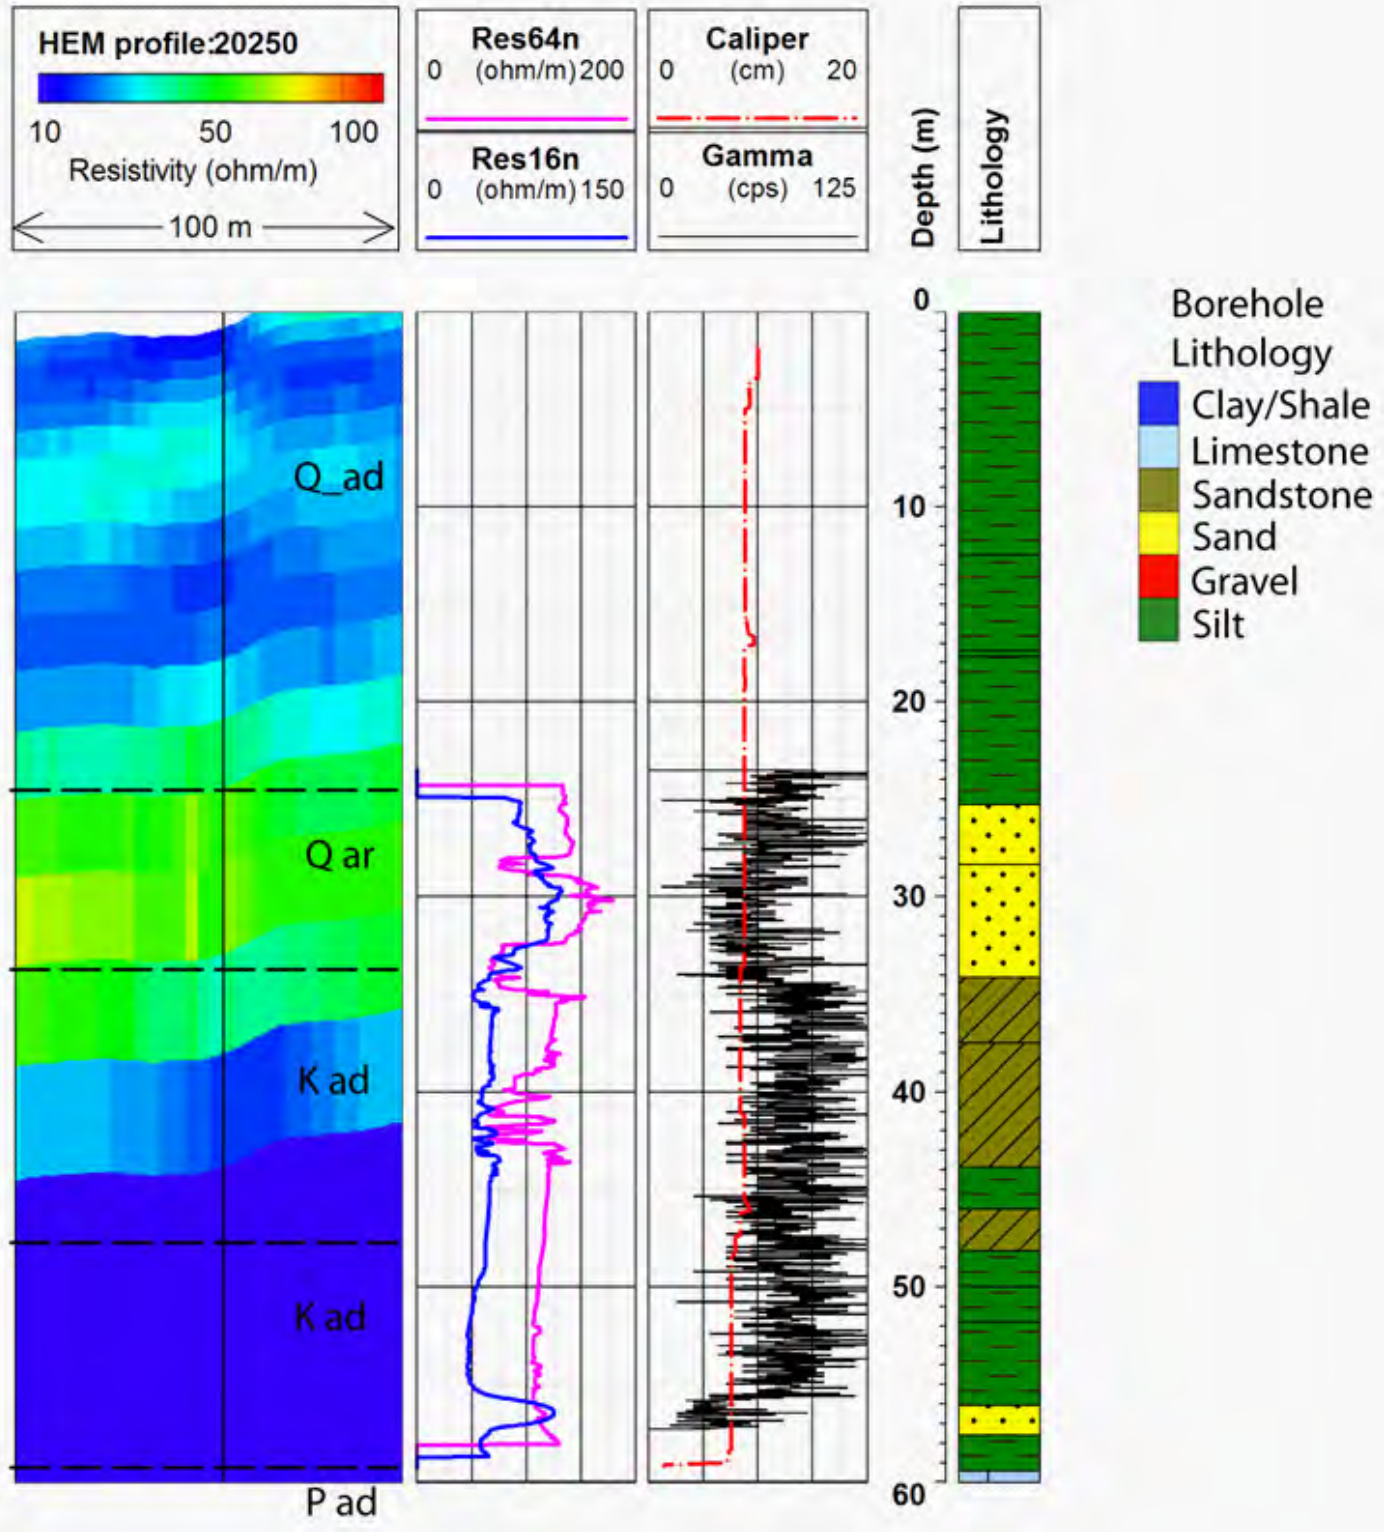 HEM profile:20250
10 50 100
Resistivity (ohm/m)
100 m
Res64n
0 (ohm/m) 200
Res16n
0 (ohm/m) 150
Caliper
0 (cm) 20
Gamma
0 (cps) 125
Depth (m)
Lithology
0
10
20
30
40
50
60
Q_ad
Q ar
K ad
K ad
P ad
Borehole
Lithology
Clay/Shale
Limestone
Sandstone
Sand
Gravel
Silt